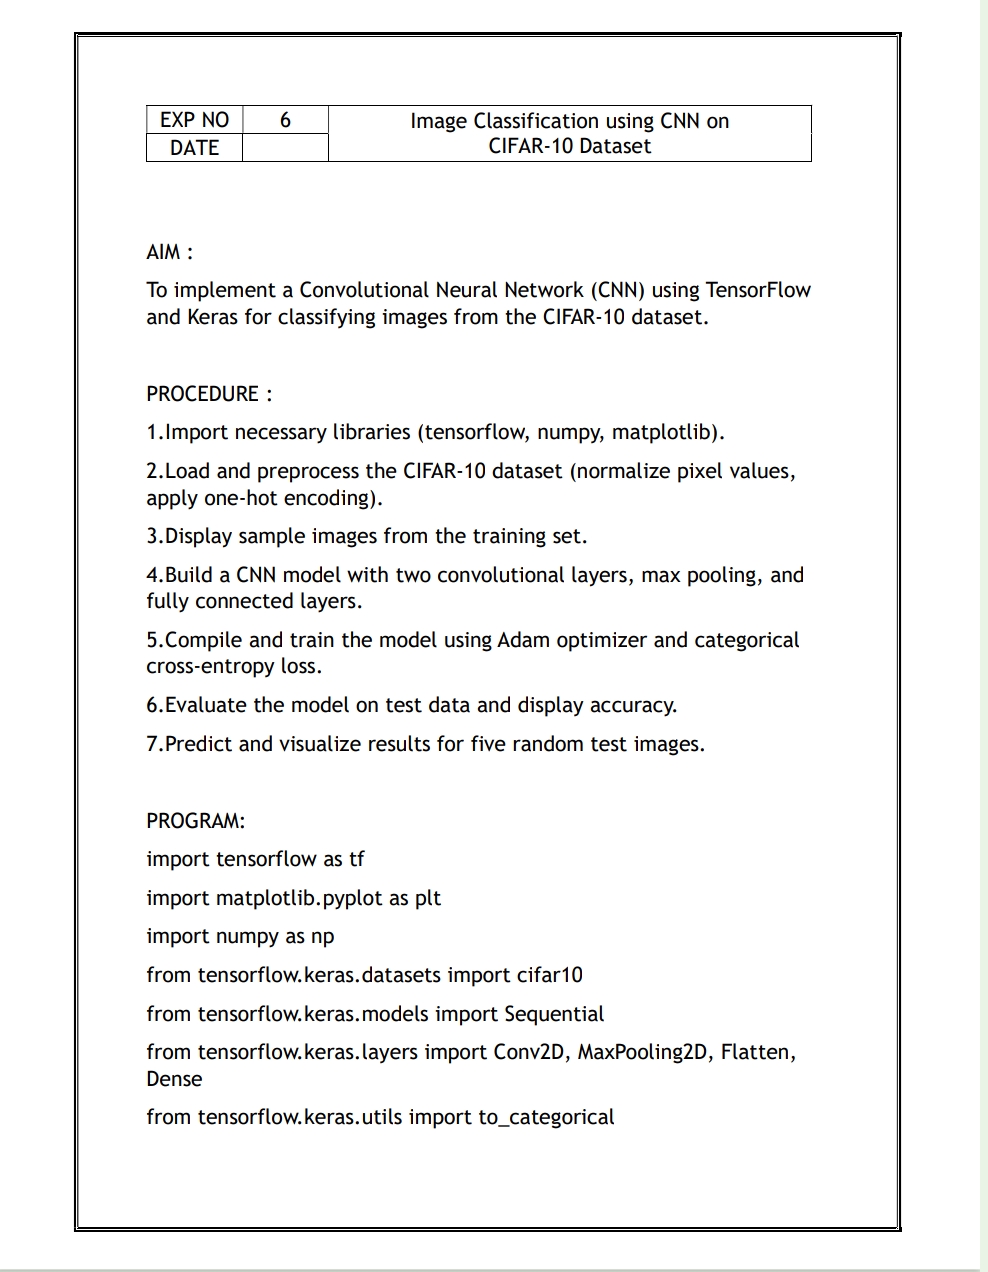 EXP NO 6 Image Classification using CNN on
DATE CIFAR-10 Dataset
AIM :
To implement a Convolutional Neural Network (CNN) using TensorFlow
and Keras for classifying images from the CIFAR-10 dataset.
PROCEDURE :
1.Import necessary libraries (tensorflow, numpy, matplotlib).
2.Load and preprocess the CIFAR-10 dataset (normalize pixel values,
apply one-hot encoding).
3.Display sample images from the training set.
4.Build a CNN model with two convolutional layers, max pooling, and
fully connected layers.
5.Compile and train the model using Adam optimizer and categorical
cross-entropy loss.
6.Evaluate the model on test data and display accuracy.
7.Predict and visualize results for five random test images.
PROGRAM:
import tensorflow as tf
import matplotlib.pyplot as plt
import numpy as np
from tensorflow.keras.datasets import cifar10
from tensorflow.keras.models import Sequential
from tensorflow.keras.layers import Conv2D, MaxPooling2D, Flatten,
Dense
from tensorflow.keras.utils import to_categorical